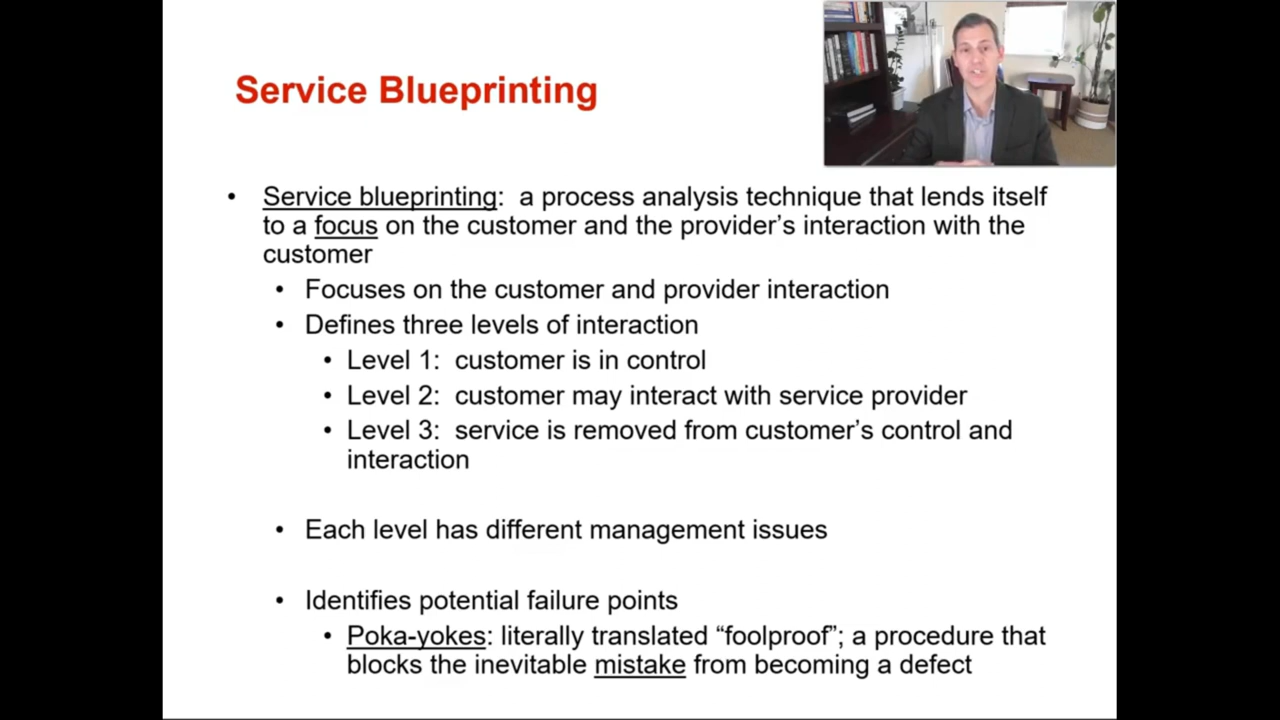 Service Blueprinting
• Service blueprinting: a process analysis technique that lends itself
to a focus on the customer and the provider's interaction with the
customer
• Focuses on the customer and provider interaction
• Defines three levels of interaction
• Level 1: customer is in control
• Level 2: customer may interact with service provider
• Level 3: service is removed from customer's control and
interaction
• Each level has different management issues
• Identifies potential failure points
• Poka-yokes: literally translated “foolproof”; a procedure that
blocks the inevitable mistake from becoming a defect